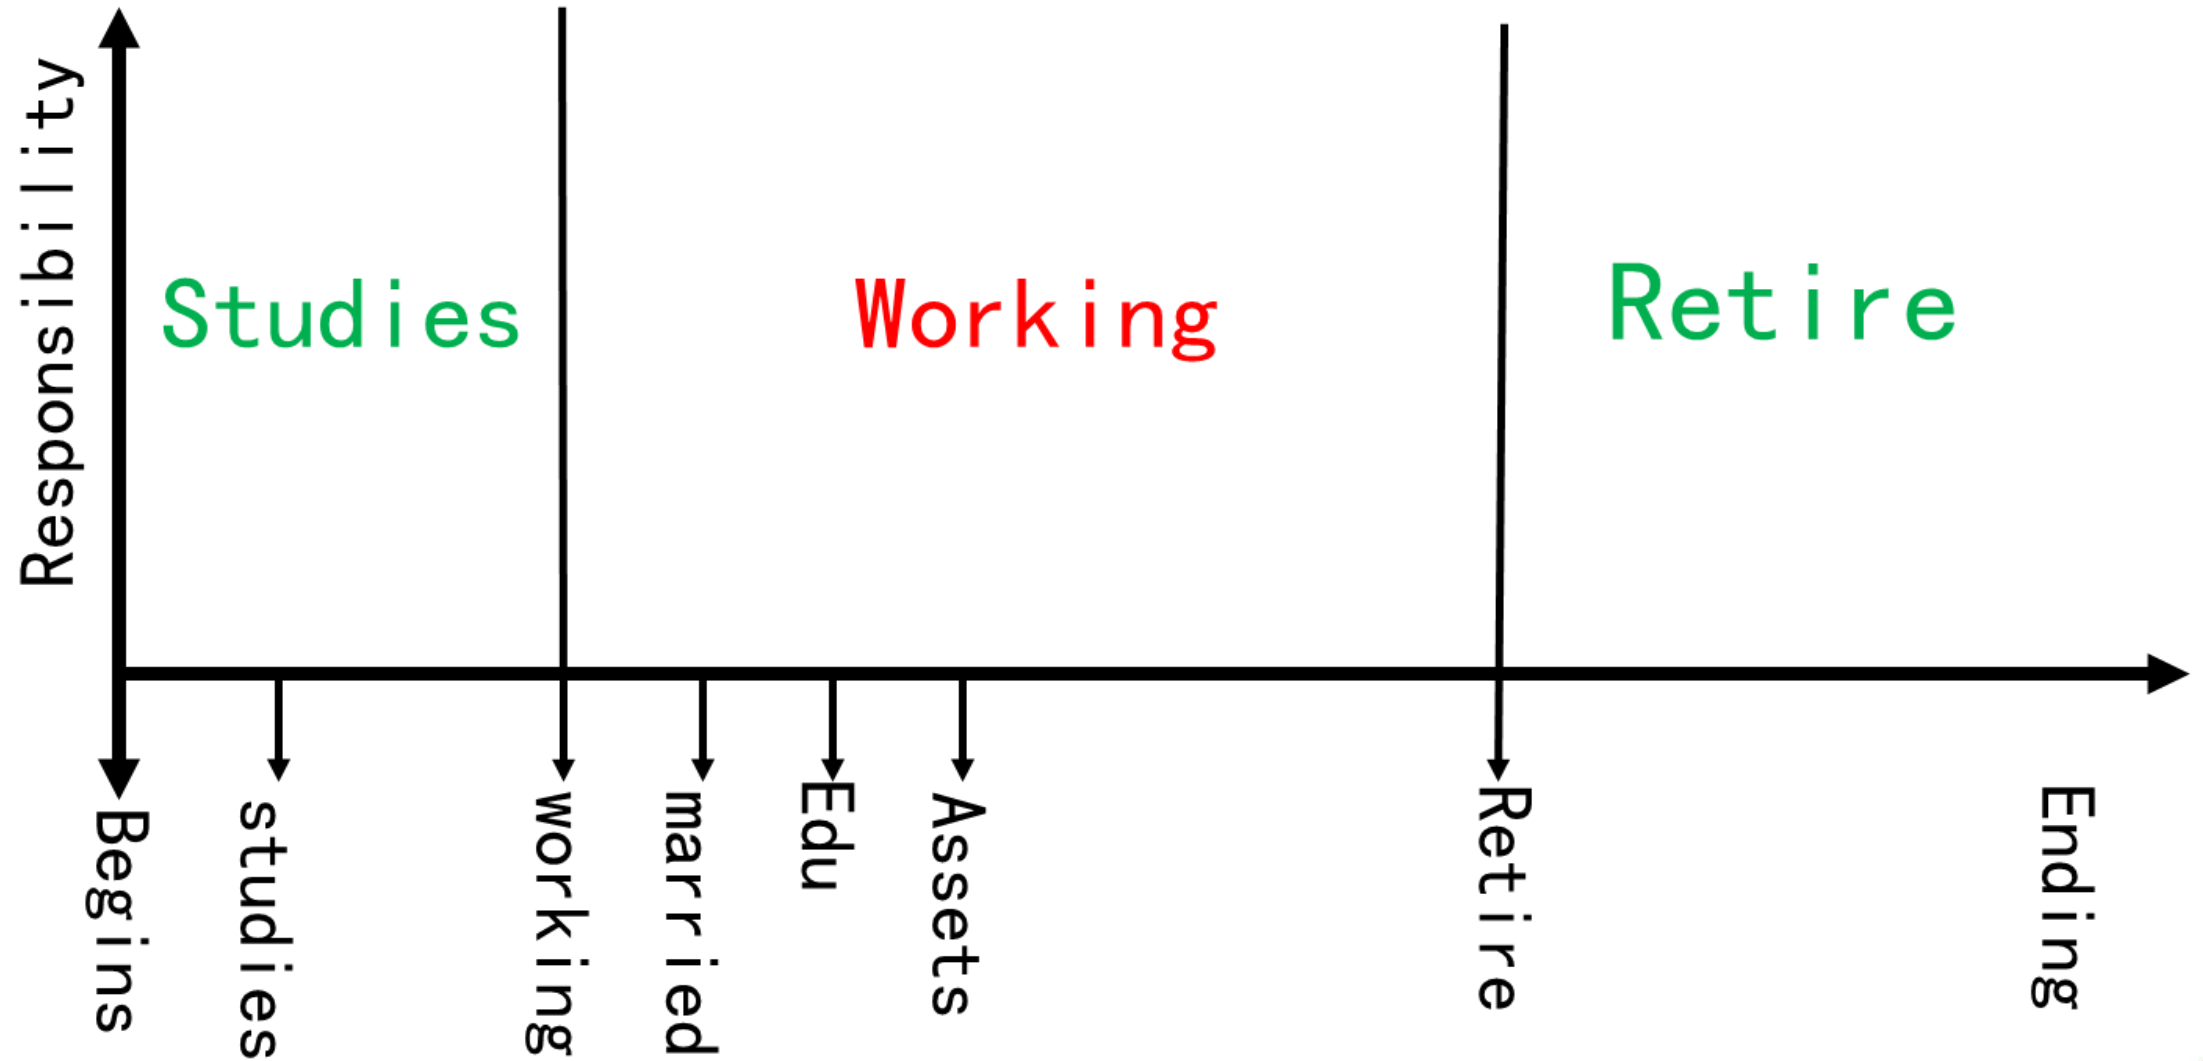 Responsibility
Studies
Working
Retire
Begins
studies
working
married
Edu
Assets
Retire
Ending